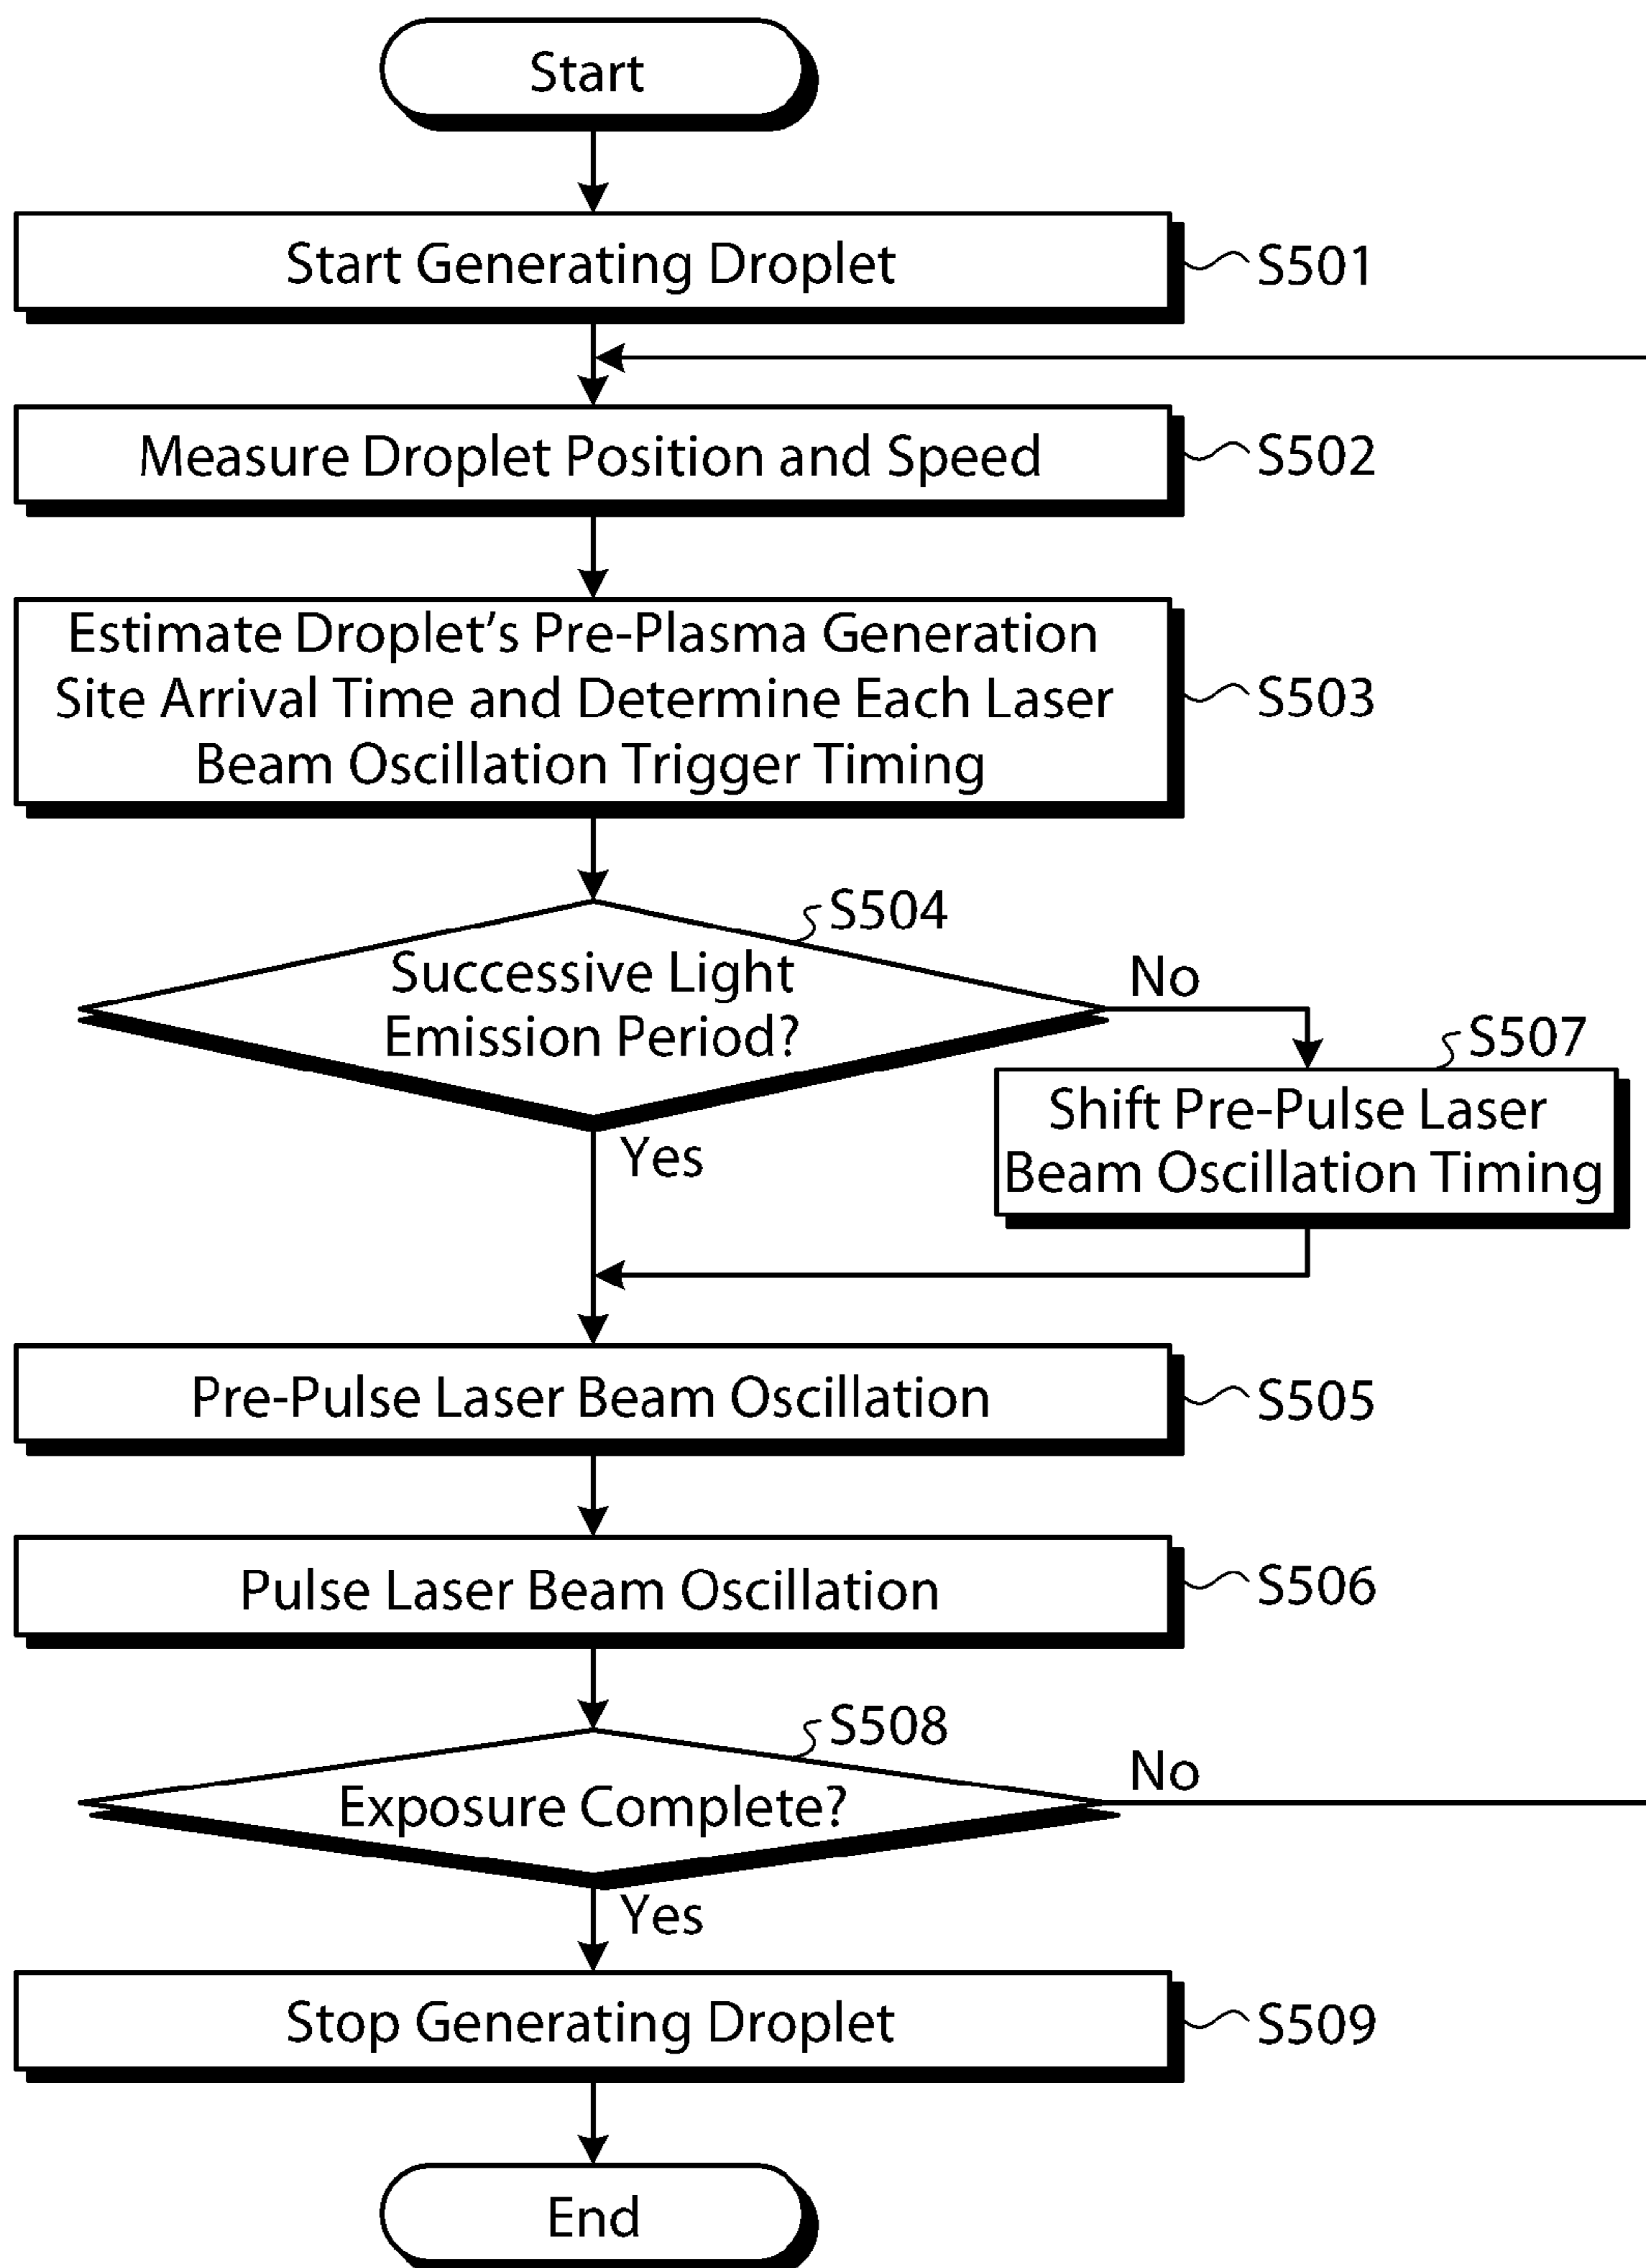 Start
Start Generating Droplet
S501
Measure Droplet Position and Speed
S502
Estimate Droplet's Pre-Plasma Generation
Site Arrival Time and Determine Each Laser
Beam Oscillation Trigger Timing
S503
S504
Successive Light
Emission Period?
No
Yes
S507
Shift Pre-Pulse Laser
Beam Oscillation Timing
Pre-Pulse Laser Beam Oscillation
S505
Pulse Laser Beam Oscillation
S506
S508
Exposure Complete?
No
Yes
Stop Generating Droplet
S509
End